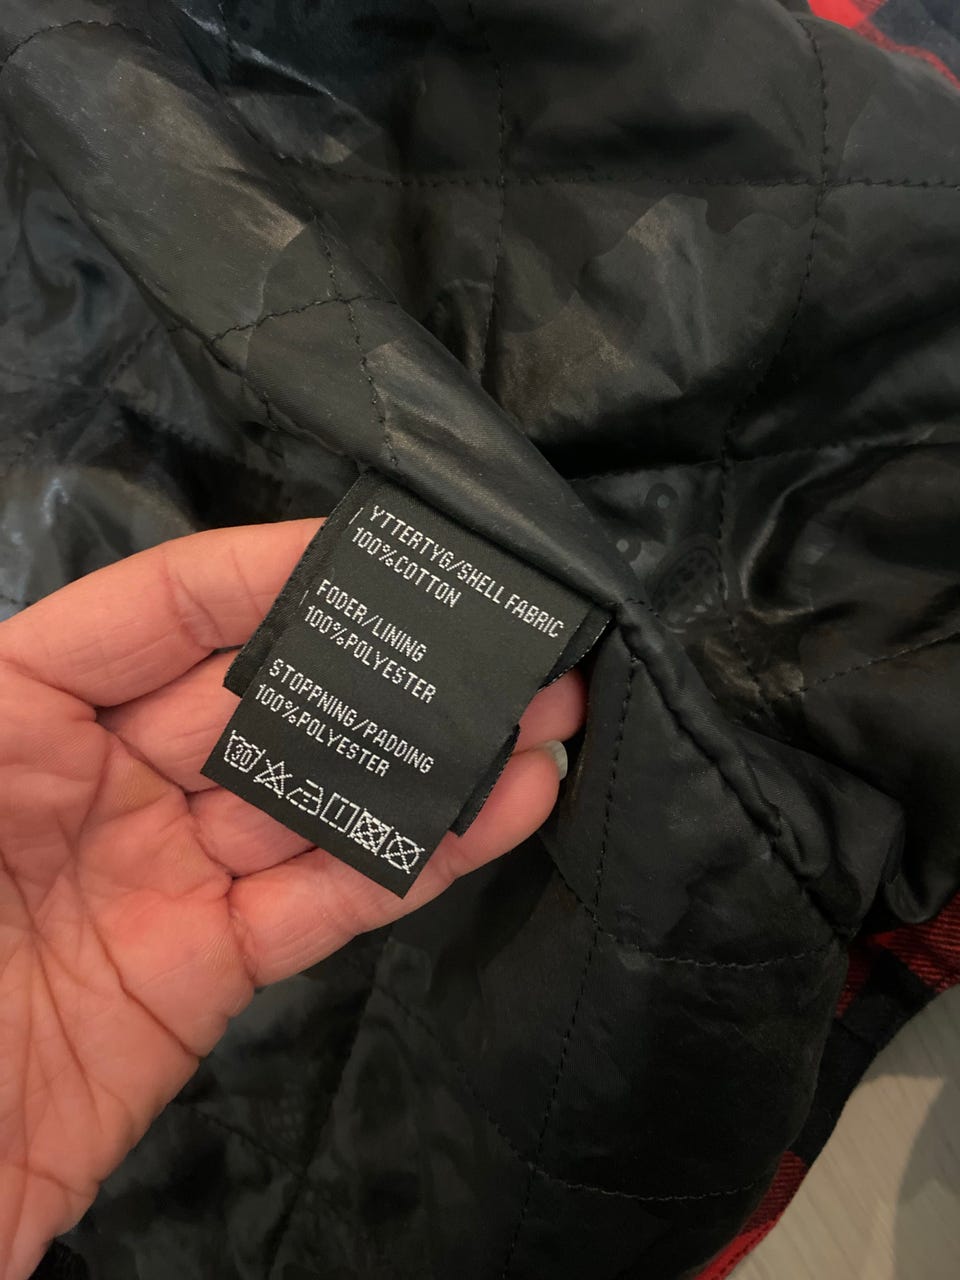 YTTERTYG/SHELL FABRIC
100%COTTON
FODER/LINING
100%POLYESTER
STOPPNING/PADDING
100%POLYESTER
30